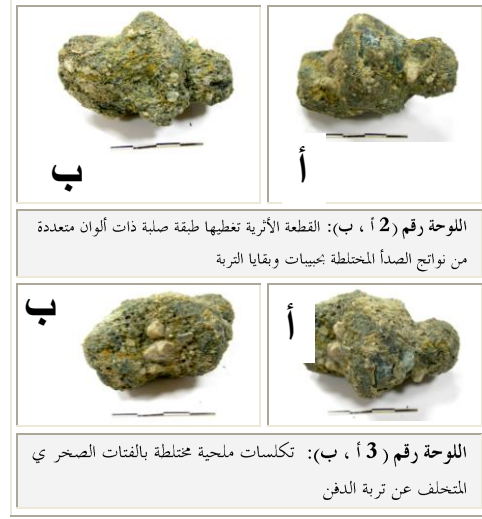 أ
ب
اللوحة رقم (2 أ ، ب): القطعة الأثرية تغطيها طبقة صلبة ذات ألوان متعددة
من نواتج الصدأ المختلطة بحبيبات وبقايا التربة
أ
ب
اللوحة رقم (3 أ ، ب): تكلسات ملحية مختلطة بالفتات الصخر ي
المتخلف عن تربة الدفن